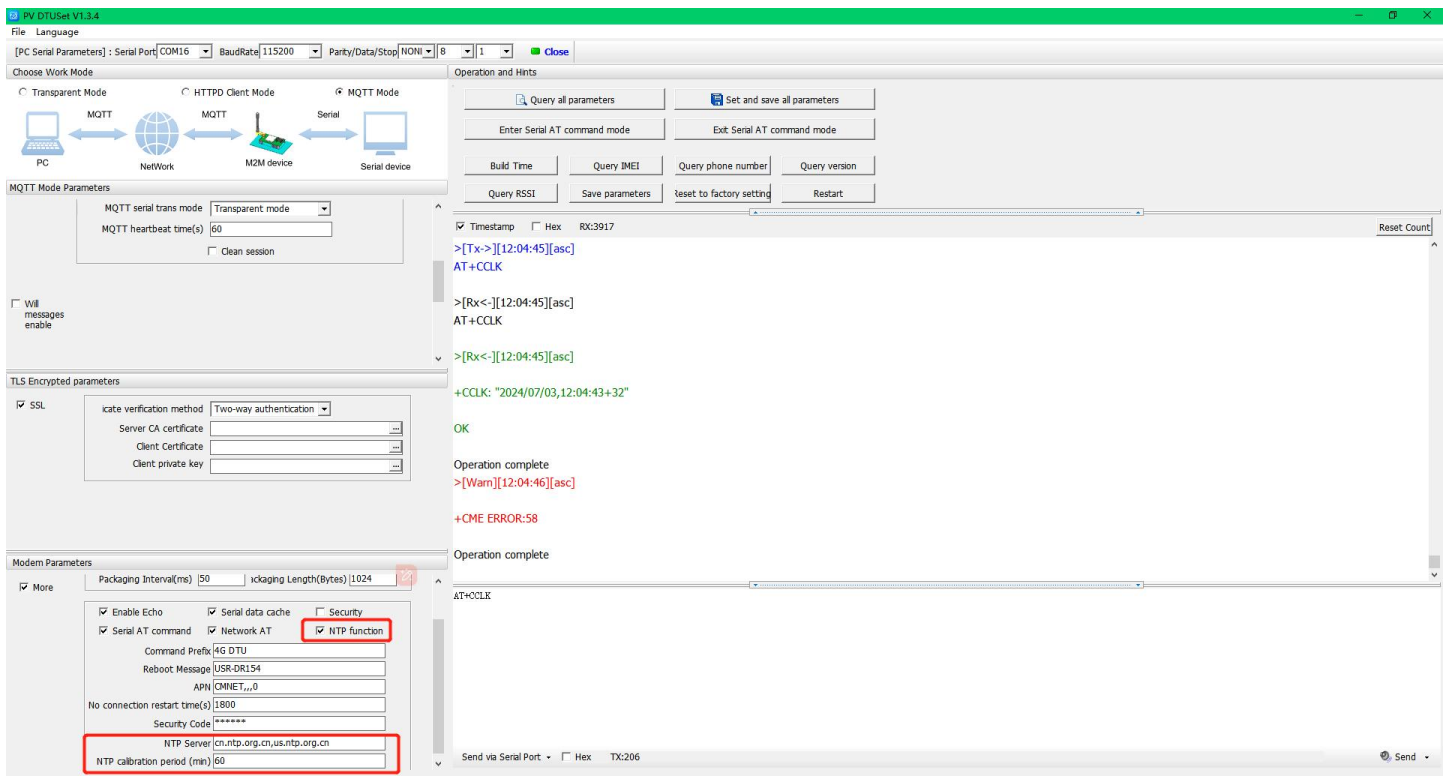 PV DTUSet V1.3.4
File Language
[PC Serial Parameters] : Serial Port COM16 BaudRate 115200 Parity/Data/Stop NONI 8 1 Close
Choose Work Mode
Transparent Mode HTTPD Client Mode MQTT Mode
MQTT MQTT Serial
PC NetWork M2M device Serial device
MQTT Mode Parameters
MQTT serial trans mode Transparent mode
MQTT heartbeat time(s) 60
Clean session
Will
messages
enable
TLS Encrypted parameters
SSL
icate verification method Two-way authentication
Server CA certificate ...
Client Certificate ...
Client private key ...
Modem Parameters
More
Packaging Interval(ms) 50 ackaging Length(Bytes) 1024
Enable Echo Serial data cache Security
Serial AT command Network AT NTP function
Command Prefix 4G DTU
Reboot Message USR-DR154
APN CMNET,,,0
No connection restart time(s) 1800
Security Code ******
NTP Server cn.ntp.org.cn,us.ntp.org.cn
NTP calibration period (min) 60
Operation and Hints
Query all parameters Set and save all parameters
Enter Serial AT command mode Exit Serial AT command mode
Build Time Query IMEI Query phone number Query version
Query RSSI Save parameters Reset to factory setting Restart
Timestamp Hex RX:3917 Reset Count
>[Tx->][12:04:45][asc]
AT+CCLK
>[Rx<-][12:04:45][asc]
AT+CCLK
>[Rx<-][12:04:45][asc]
+CCLK: "2024/07/03,12:04:43+32"
OK
Operation complete
>[Warn][12:04:46][asc]
+CME ERROR:58
Operation complete
AT+CCLK
Send via Serial Port Hex TX:206 Send